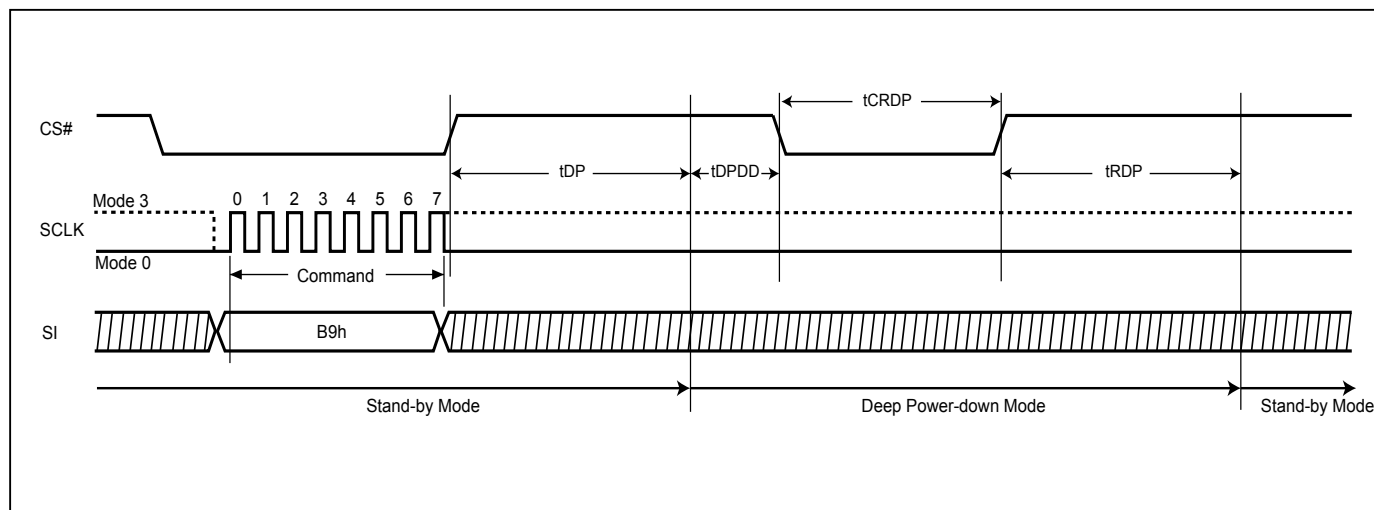 tCRDP
CS#
tDP
tDPDD
tRDP
Mode 3
0 1 2 3 4 5 6 7
SCLK
Mode 0
Command
SI
B9h
Stand-by Mode
Deep Power-down Mode
Stand-by Mode